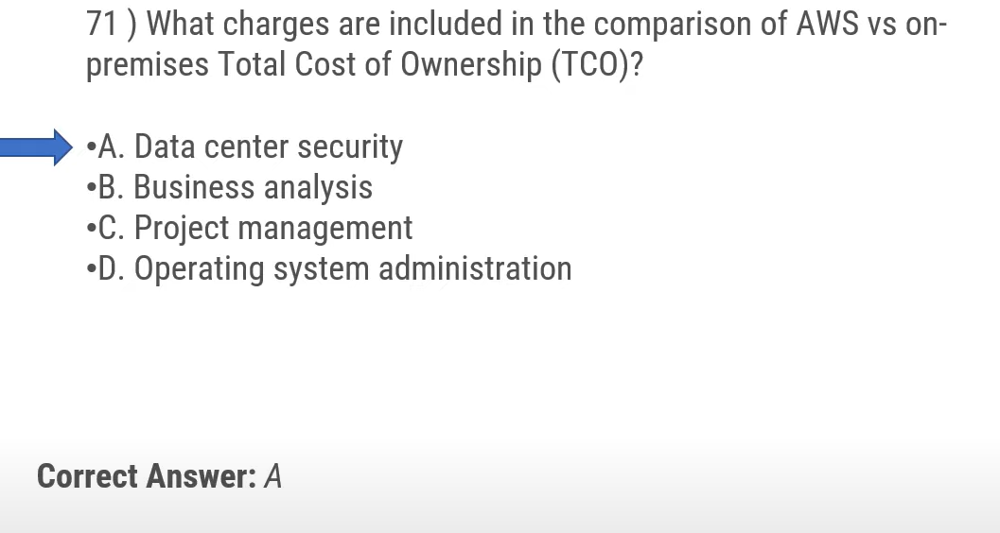 71 ) What charges are included in the comparison of AWS vs on-
premises Total Cost of Ownership (TCO)?
•A. Data center security
•B. Business analysis
•C. Project management
•D. Operating system administration
Correct Answer: A